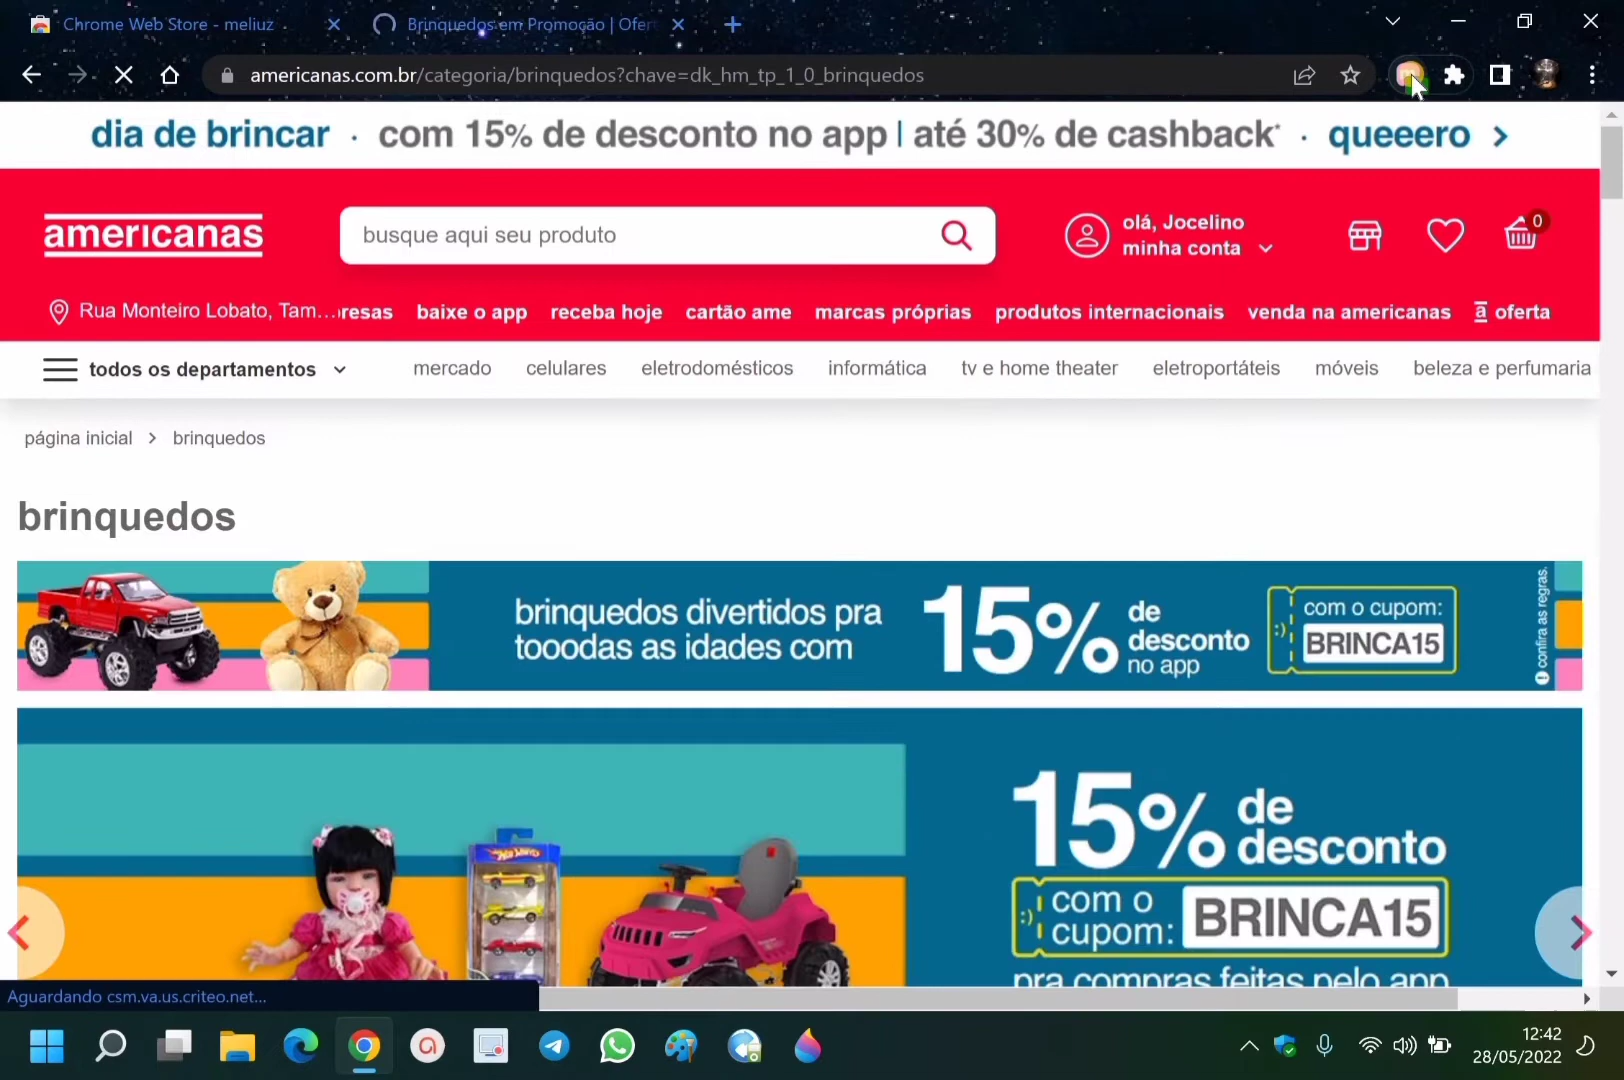 Chrome Web Store - meliuz
Brinquedos em Promoção | Ofer
americanas.com.br/categoria/brinquedos?chave=dk_hm_tp_1_0_brinquedos
dia de brincar · com 15% de desconto no app | até 30% de cashback* · queeero >
americanas
busque aqui seu produto
olá, Jocelino
minha conta
0
Rua Monteiro Lobato, Tam...resas baixe o app receba hoje cartão ame marcas próprias produtos internacionais venda na americanas a oferta
todos os departamentos mercado celulares eletrodomésticos informática tv e home theater eletroportáteis móveis beleza e perfumaria
página inicial > brinquedos
brinquedos
brinquedos divertidos pra
tooodas as idades com
15% de
desconto
no app
:) com o cupom:
BRINCA15
! confira as regras.
Hot Wheels
15% de
desconto
:) com o
cupom: BRINCA15
pra compras feitas pelo app
Aguardando csm.va.us.criteo.net...
12:42
28/05/2022